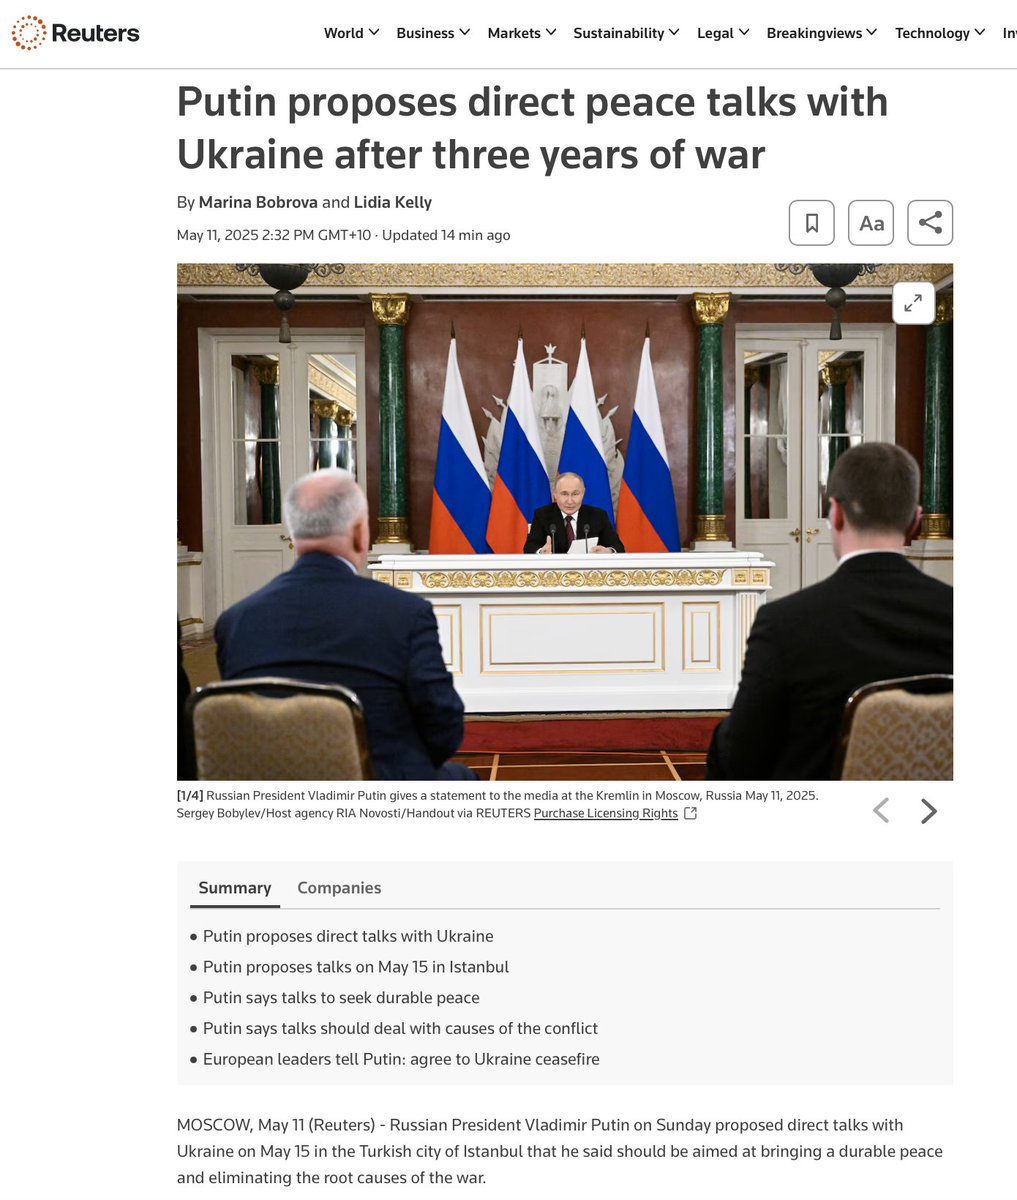 Reuters
World Business Markets Sustainability Legal Breakingviews Technology In
Putin proposes direct peace talks with
Ukraine after three years of war
By Marina Bobrova and Lidia Kelly
May 11, 2025 2:32 PM GMT+10 · Updated 14 min ago
Aa
[1/4] Russian President Vladimir Putin gives a statement to the media at the Kremlin in Moscow, Russia May 11, 2025.
Sergey Bobylev/Host agency RIA Novosti/Handout via REUTERS Purchase Licensing Rights
Summary Companies
• Putin proposes direct talks with Ukraine
• Putin proposes talks on May 15 in Istanbul
• Putin says talks to seek durable peace
• Putin says talks should deal with causes of the conflict
• European leaders tell Putin: agree to Ukraine ceasefire
MOSCOW, May 11 (Reuters) - Russian President Vladimir Putin on Sunday proposed direct talks with
Ukraine on May 15 in the Turkish city of Istanbul that he said should be aimed at bringing a durable peace
and eliminating the root causes of the war.